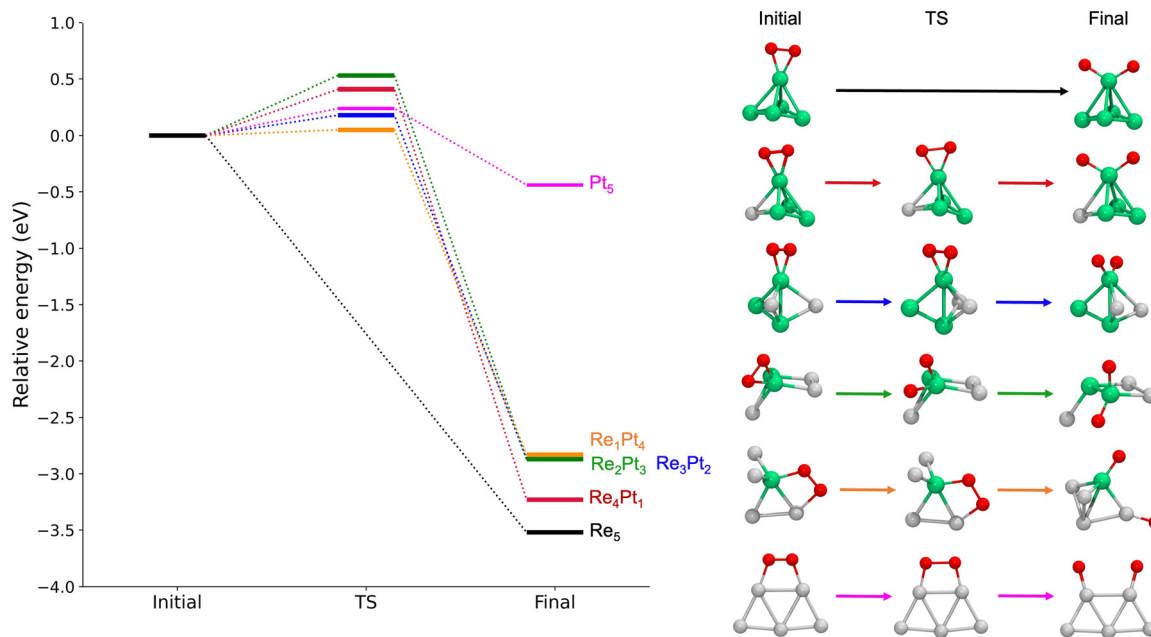 Relative energy (eV)
1.0
0.5
0.0
−0.5
−1.0
−1.5
−2.0
−2.5
−3.0
−3.5
−4.0
Pt₅
Re₁Pt₄
Re₂Pt₃ Re₃Pt₂
Re₄Pt₁
Re₅
Initial TS Final
Initial TS Final